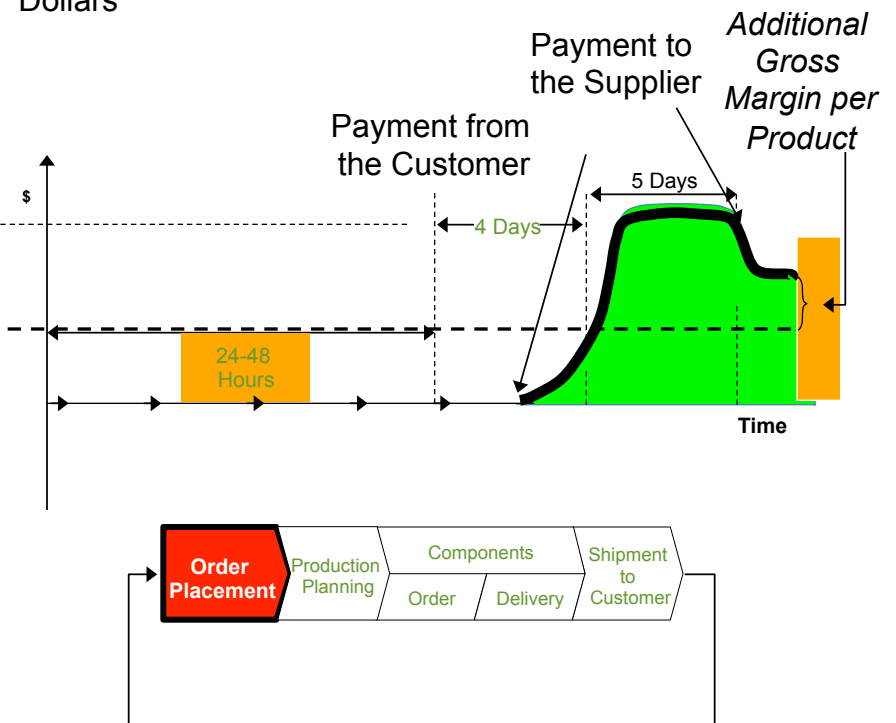 Dollars
Additional
Gross
Margin per
Product
Payment to
the Supplier
Payment from
the Customer
5 Days
$
4 Days
24-48
Hours
Time
Order
Placement
Production
Planning
Components
Order
Delivery
Shipment
to
Customer